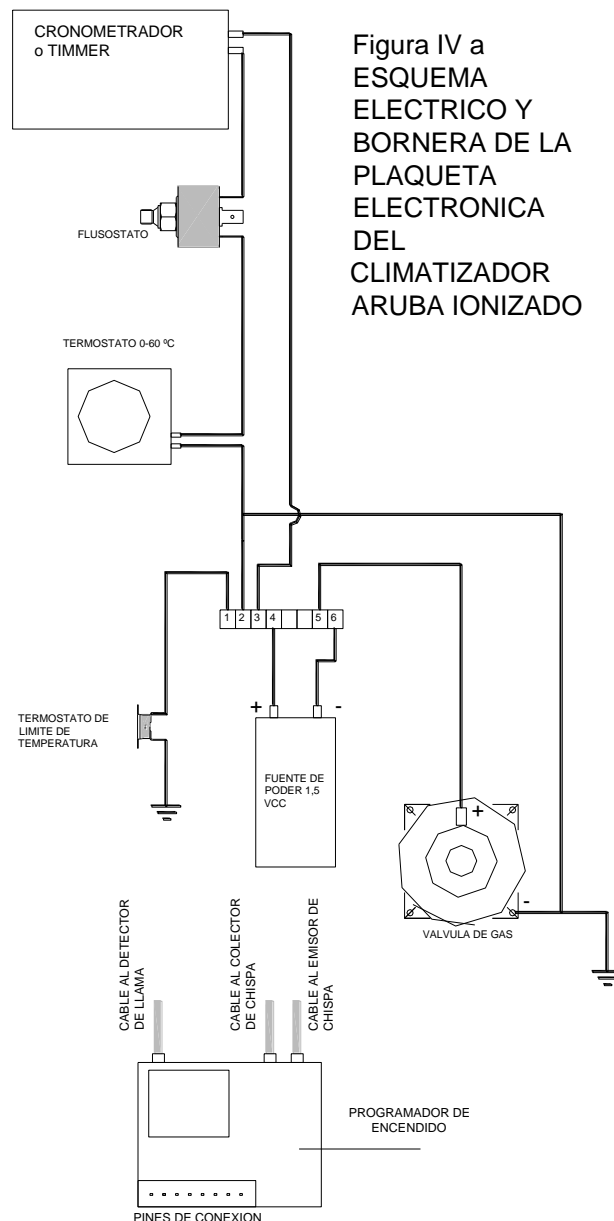 CRONOMETRADOR
o TIMMER
Figura IV a
ESQUEMA
ELECTRICO Y
BORNERA DE LA
PLAQUETA
ELECTRONICA
DEL
CLIMATIZADOR
ARUBA IONIZADO
FLUSOSTATO
TERMOSTATO 0-60 ºC
1 2 3 4 5 6
+ -
TERMOSTATO DE
LIMITE DE
TEMPERATURA
FUENTE DE
PODER 1,5
VCC
+
-
VALVULA DE GAS
CABLE AL DETECTOR
DE LLAMA
CABLE AL COLECTOR
DE CHISPA
CABLE AL EMISOR DE
CHISPA
PROGRAMADOR DE
ENCENDIDO
PINES DE CONEXION